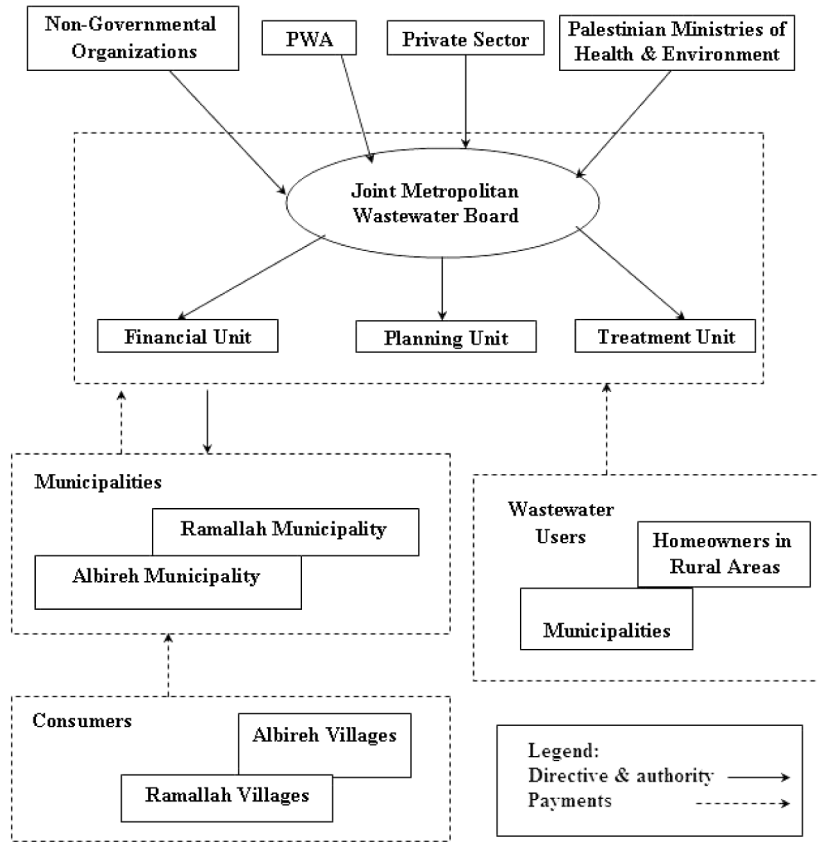 Non-Governmental
Organizations
PWA
Private Sector
Palestinian Ministries of
Health & Environment
Joint Metropolitan
Wastewater Board
Financial Unit
Planning Unit
Treatment Unit
Municipalities
Ramallah Municipality
Albireh Municipality
Wastewater
Users
Homeowners in
Rural Areas
Municipalities
Consumers
Albireh Villages
Ramallah Villages
Legend:
Directive & authority
Payments